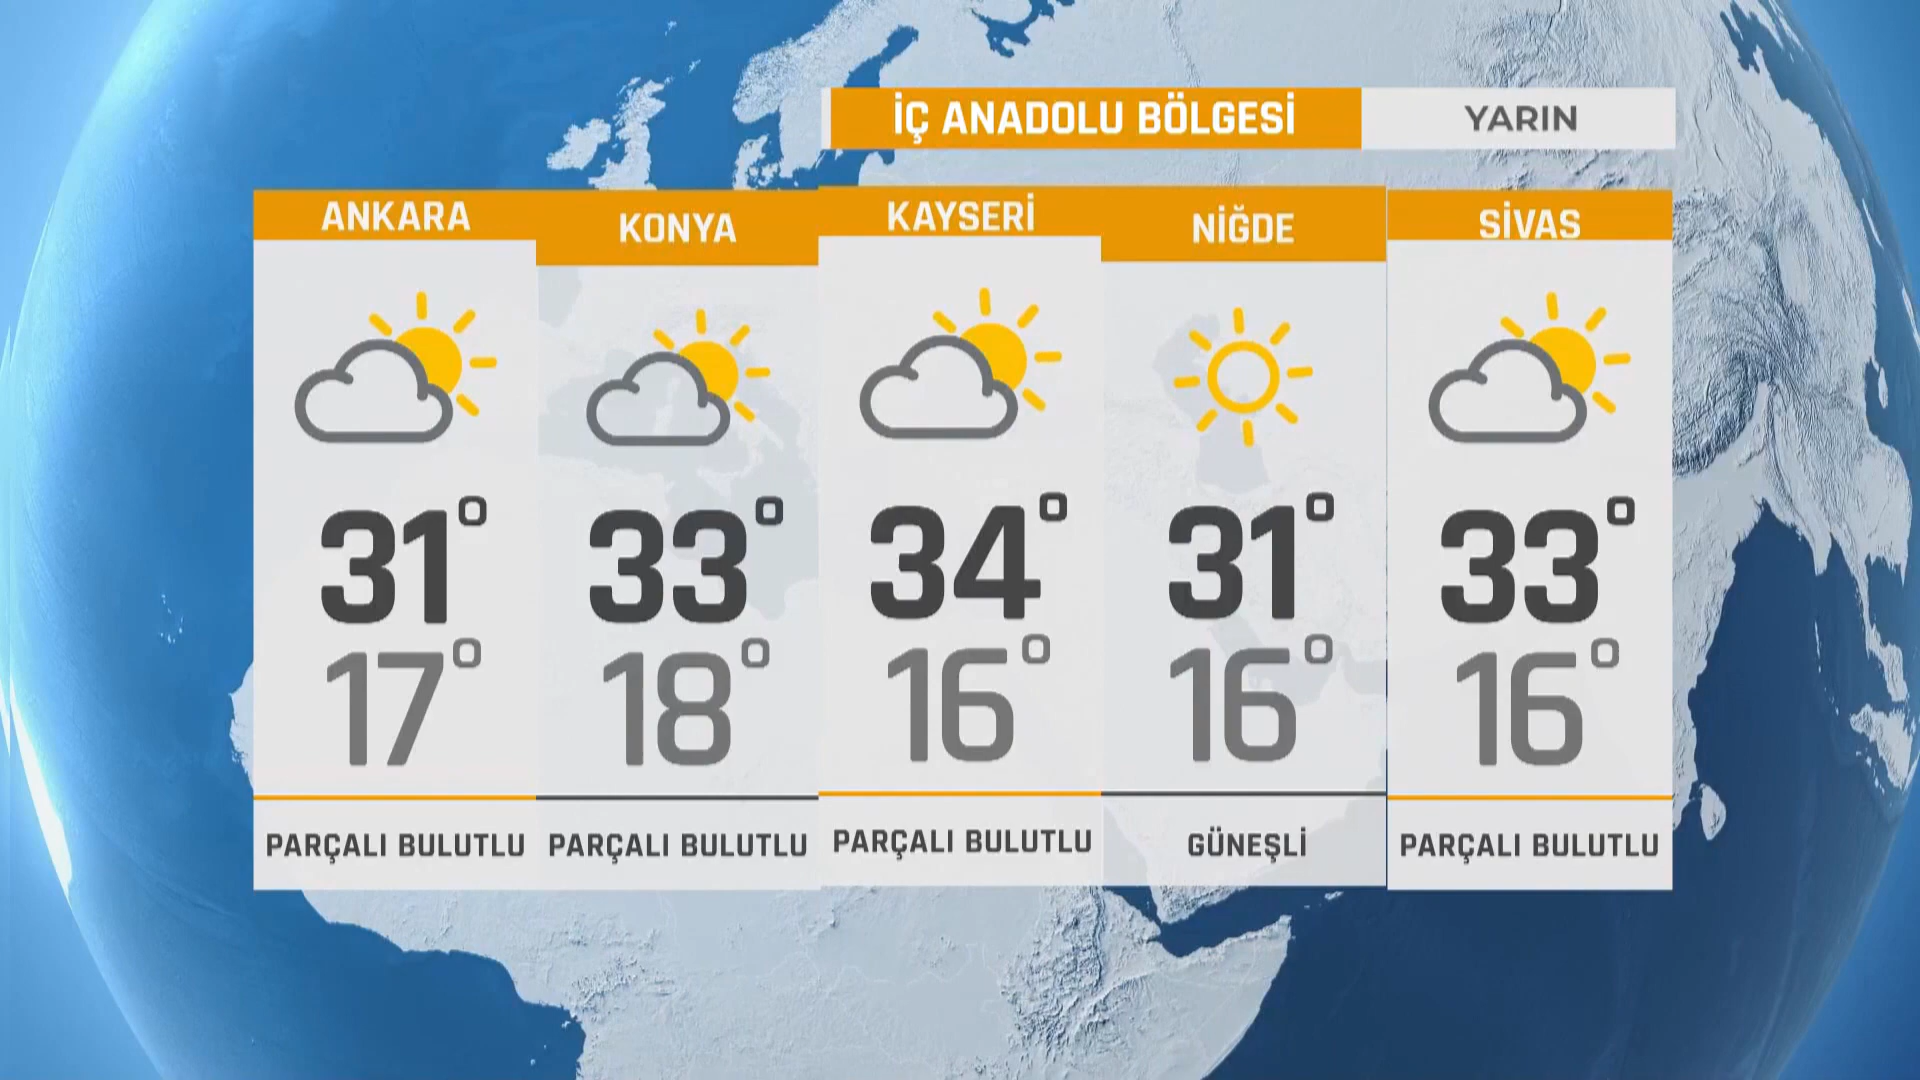 İÇ ANADOLU BÖLGESİ YARIN
ANKARA
31°
17°
PARÇALI BULUTLU
KONYA
33°
18°
PARÇALI BULUTLU
KAYSERİ
34°
16°
PARÇALI BULUTLU
NİĞDE
31°
16°
GÜNEŞLİ
SİVAS
33°
16°
PARÇALI BULUTLU